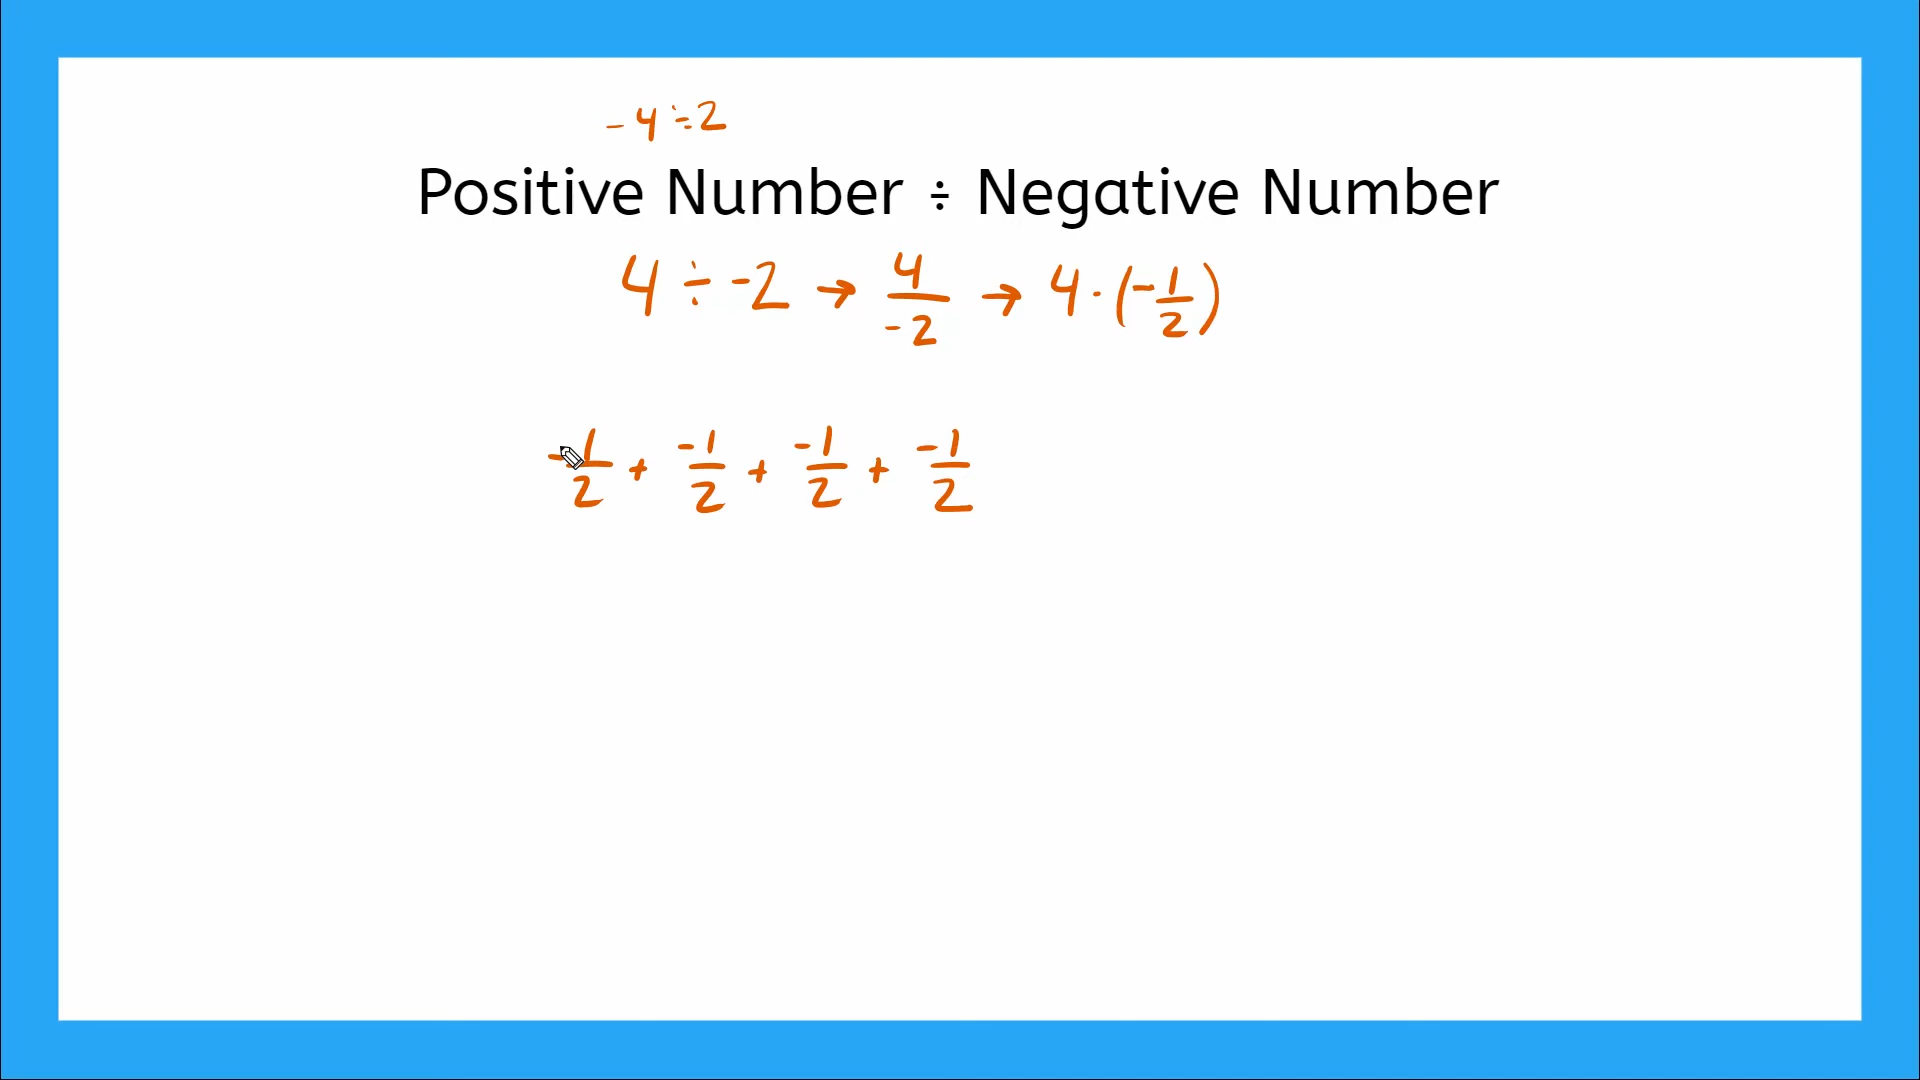 -4÷2
Positive Number ÷ Negative Number
4 ÷ -2 → 4/-2 → 4·(-1/2)
-1/2 + -1/2 + -1/2 + -1/2